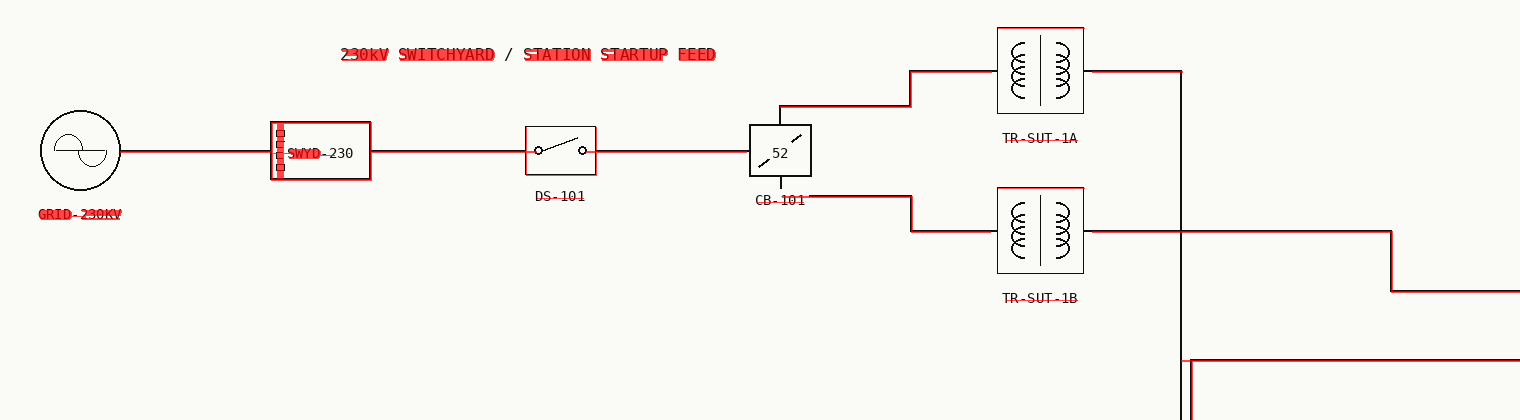 230kV SWITCHYARD / STATION STARTUP FEED
TR-SUT-1A
SWYD-230
52
DS-101
CB-101
GRID-230KV
TR-SUT-1B